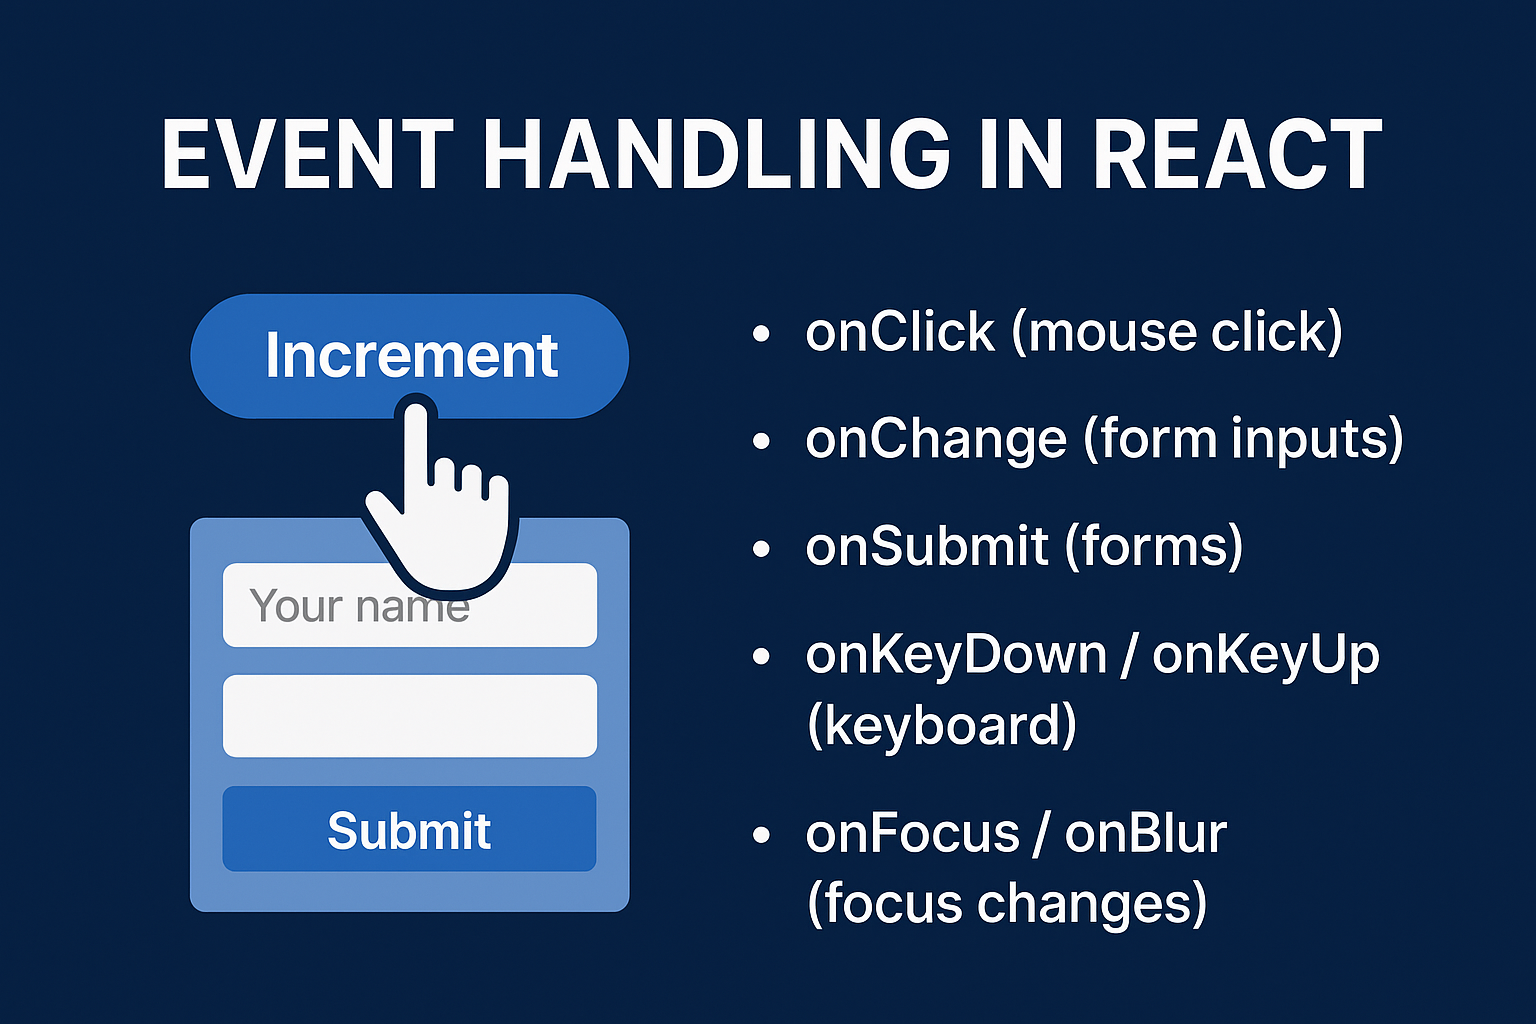 EVENT HANDLING IN REACT
Increment
Your name
Submit
• onClick (mouse click)
• onChange (form inputs)
• onSubmit (forms)
• onKeyDown / onKeyUp
(keyboard)
• onFocus / onBlur
(focus changes)